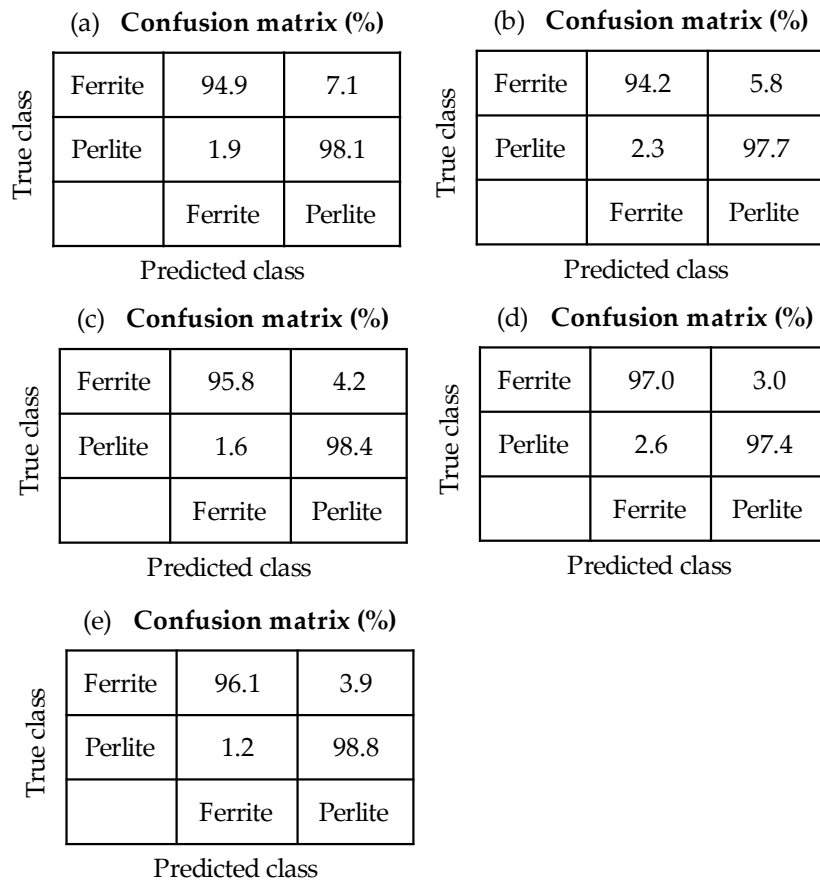 (a) Confusion matrix (%)
True class
Ferrite 94.9 7.1
Perlite 1.9 98.1
Ferrite Perlite
Predicted class
(b) Confusion matrix (%)
True class
Ferrite 94.2 5.8
Perlite 2.3 97.7
Ferrite Perlite
Predicted class
(c) Confusion matrix (%)
True class
Ferrite 95.8 4.2
Perlite 1.6 98.4
Ferrite Perlite
Predicted class
(d) Confusion matrix (%)
True class
Ferrite 97.0 3.0
Perlite 2.6 97.4
Ferrite Perlite
Predicted class
(e) Confusion matrix (%)
True class
Ferrite 96.1 3.9
Perlite 1.2 98.8
Ferrite Perlite
Predicted class